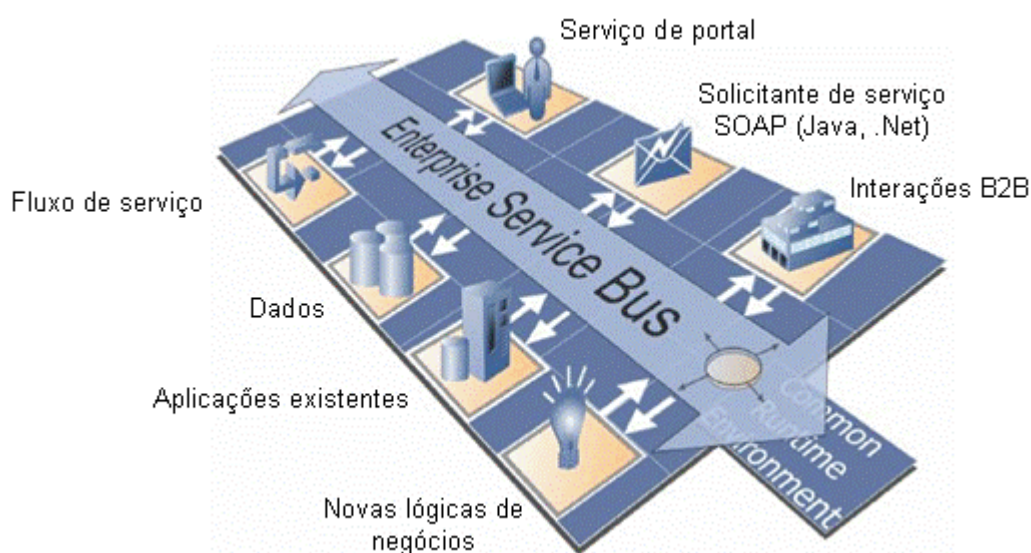 Serviço de portal
Solicitante de serviço
SOAP (Java, .Net)
Interações B2B
Fluxo de serviço
Enterprise Service Bus
Dados
Aplicações existentes
Novas lógicas de
negócios
Common
Runtime
Environment